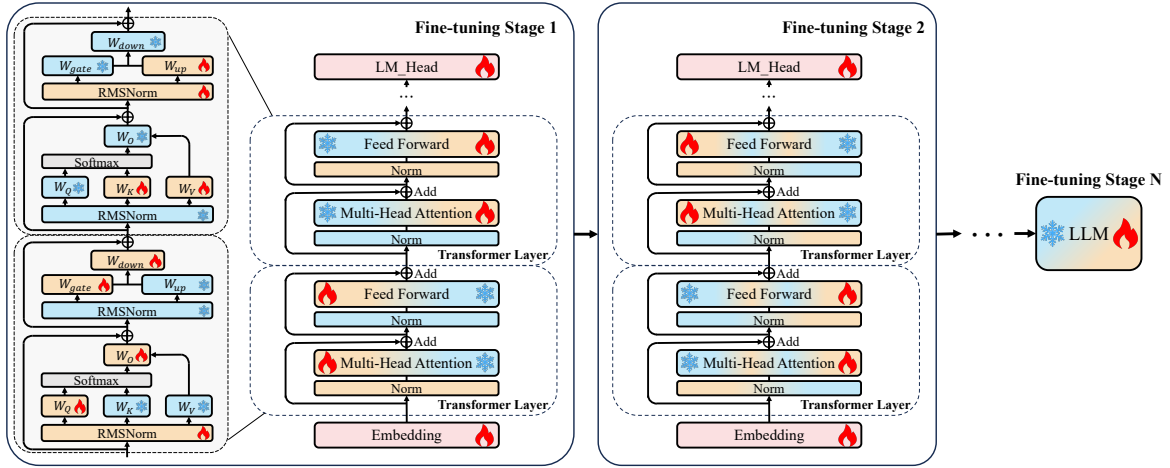 Fine-tuning Stage 1
W_down
W_gate
W_up
RMSNorm
W_O
Softmax
W_Q
W_K
W_V
RMSNorm
W_down
W_gate
W_up
RMSNorm
W_O
Softmax
W_Q
W_K
W_V
RMSNorm
LM_Head
...
Feed Forward
Norm
Add
Multi-Head Attention
Norm
Transformer Layer
Add
Feed Forward
Norm
Add
Multi-Head Attention
Norm
Transformer Layer
Embedding
Fine-tuning Stage 2
LM_Head
...
Feed Forward
Norm
Add
Multi-Head Attention
Norm
Transformer Layer
Add
Feed Forward
Norm
Add
Multi-Head Attention
Norm
Transformer Layer
Embedding
. . .
Fine-tuning Stage N
LLM